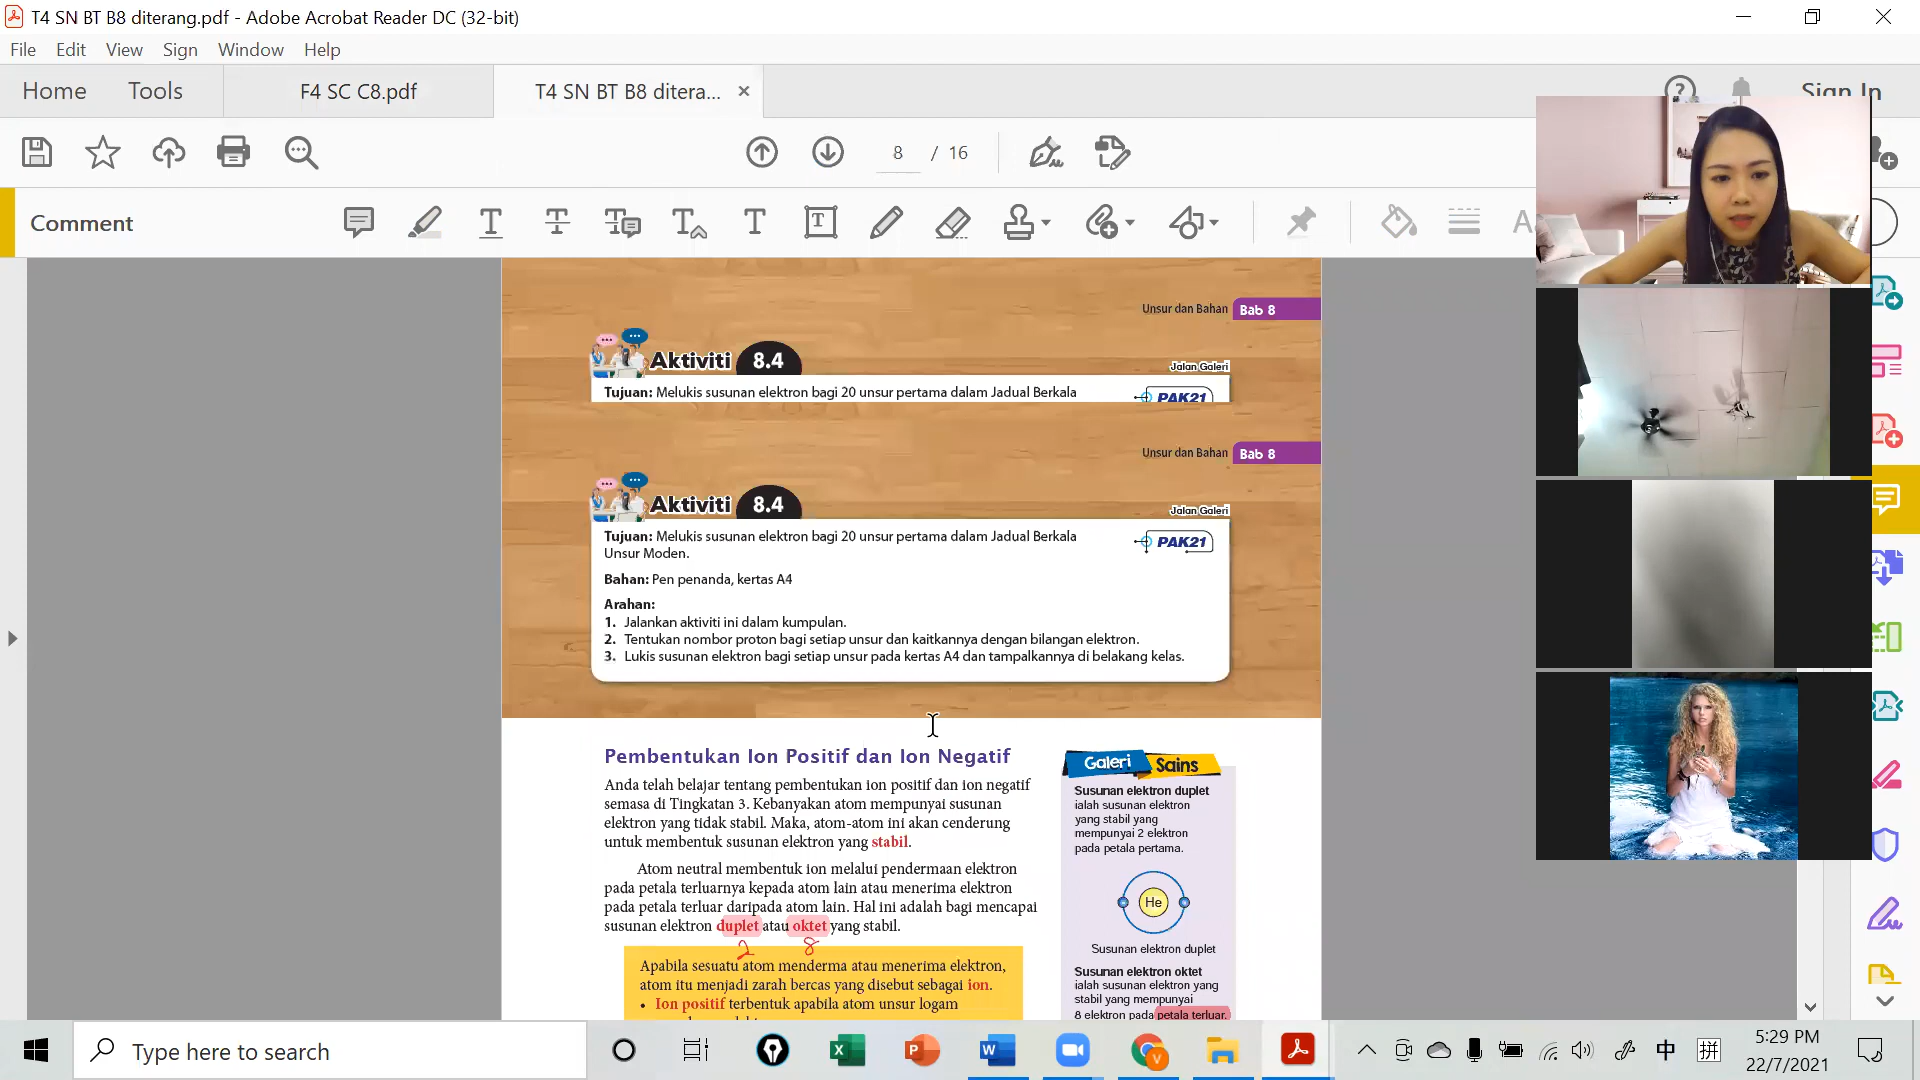 T4 SN BT B8 diterang.pdf - Adobe Acrobat Reader DC (32-bit)
File Edit View Sign Window Help
Home Tools F4 SC C8.pdf T4 SN BT B8 ditera... Sign In
8 / 16
Comment
Unsur dan Bahan Bab 8
Aktiviti 8.4
Jalan Galeri
Tujuan: Melukis susunan elektron bagi 20 unsur pertama dalam Jadual Berkala
PAK21
Unsur dan Bahan Bab 8
Aktiviti 8.4
Jalan Galeri
Tujuan: Melukis susunan elektron bagi 20 unsur pertama dalam Jadual Berkala
Unsur Moden.
PAK21
Bahan: Pen penanda, kertas A4
Arahan:
1. Jalankan aktiviti ini dalam kumpulan.
2. Tentukan nombor proton bagi setiap unsur dan kaitkannya dengan bilangan elektron.
3. Lukis susunan elektron bagi setiap unsur pada kertas A4 dan tampalkannya di belakang kelas.
Pembentukan Ion Positif dan Ion Negatif
Anda telah belajar tentang pembentukan ion positif dan ion negatif
semasa di Tingkatan 3. Kebanyakan atom mempunyai susunan
elektron yang tidak stabil. Maka, atom-atom ini akan cenderung
untuk membentuk susunan elektron yang stabil.
Atom neutral membentuk ion melalui pendermaan elektron
pada petala terluarnya kepada atom lain atau menerima elektron
pada petala terluar daripada atom lain. Hal ini adalah bagi mencapai
susunan elektron duplet atau oktet yang stabil.
2 8
Apabila sesuatu atom menderma atau menerima elektron,
atom itu menjadi zarah bercas yang disebut sebagai ion.
• Ion positif terbentuk apabila atom unsur logam
Galeri Sains
Susunan elektron duplet
ialah susunan elektron
yang stabil yang
mempunyai 2 elektron
pada petala pertama.
He
Susunan elektron duplet
Susunan elektron oktet
ialah susunan elektron yang
stabil yang mempunyai
8 elektron pada petala terluar.
Type here to search
中 拼
5:29 PM
22/7/2021